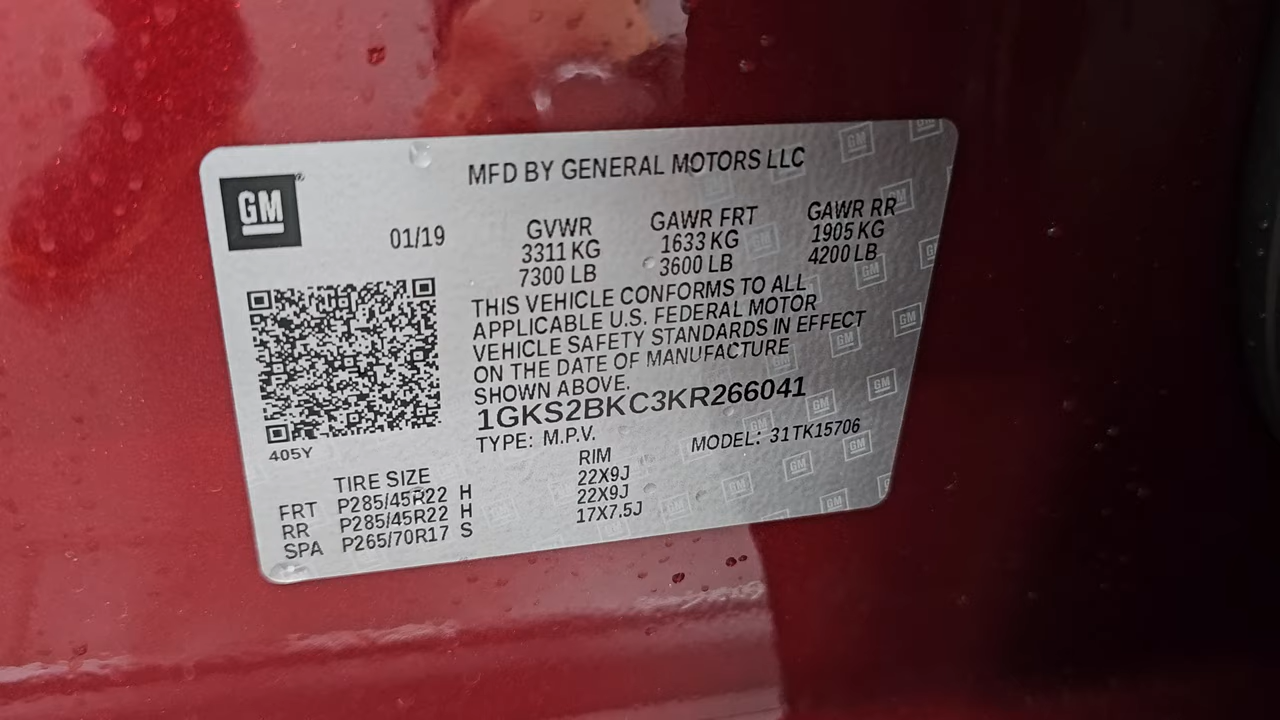 MFD BY GENERAL MOTORS LLC
GM
01/19
GVWR GAWR FRT GAWR RR
3311 KG 1633 KG 1905 KG
7300 LB 3600 LB 4200 LB
THIS VEHICLE CONFORMS TO ALL
APPLICABLE U.S. FEDERAL MOTOR
VEHICLE SAFETY STANDARDS IN EFFECT
ON THE DATE OF MANUFACTURE
SHOWN ABOVE.
1GKS2BKC3KR266041
405Y
TYPE: M.P.V. MODEL: 31TK15706
TIRE SIZE RIM
FRT P285/45R22 H 22X9J
RR P285/45R22 H 22X9J
SPA P265/70R17 S 17X7.5J